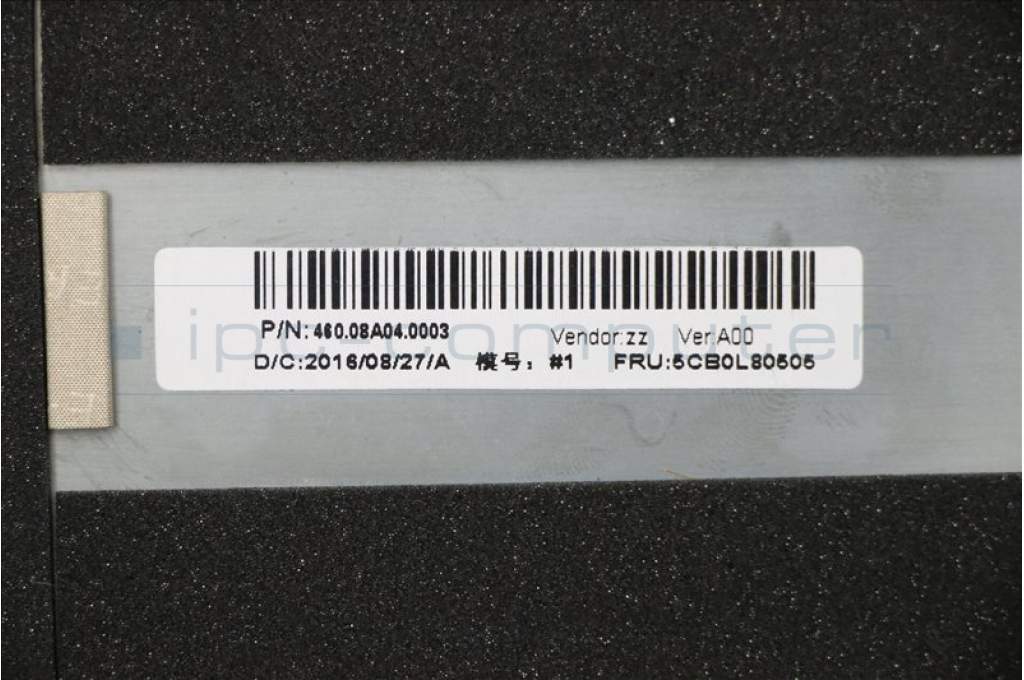 P/N:460.08A04.0003 Vendor:zz Ver:A00
D/C:2016/08/27/A 模号：#1 FRU:5CB0L80505
ipc-computer